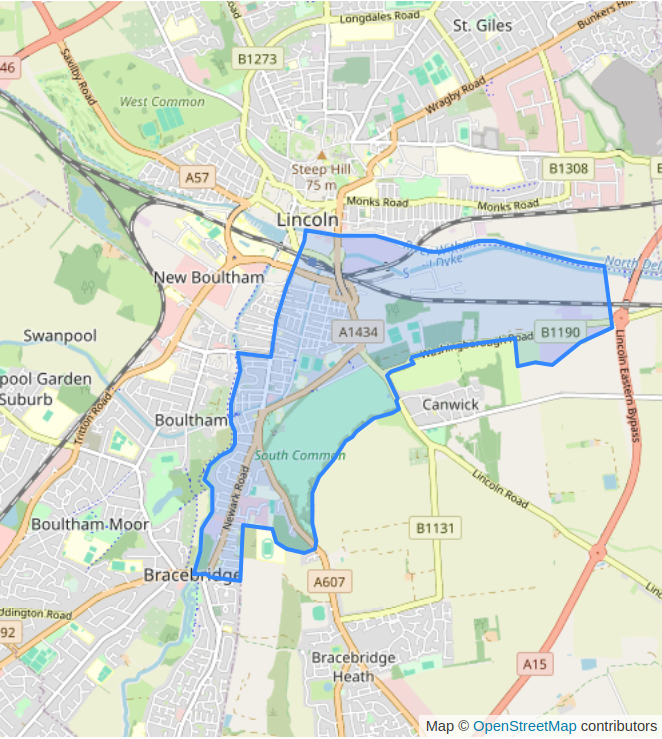 Longdales Road
St. Giles
Bunkers Hill
46
Saxilby Road
B1273
West Common
Wragby Road
Steep Hill
75 m
A57
B1308
Monks Road
Monks Road
Lincoln
New Boultham
North Del
A1434
B1190
Washingborough Road
Swanpool
pool Garden
Suburb
Lincoln Eastern Bypass
Tritton Road
Canwick
Boultham
South Common
Lincoln Road
Newark Road
Boultham Moor
B1131
Bracebridge
A607
ddington Road
92
Bracebridge
Heath
A15
Map © OpenStreetMap contributors